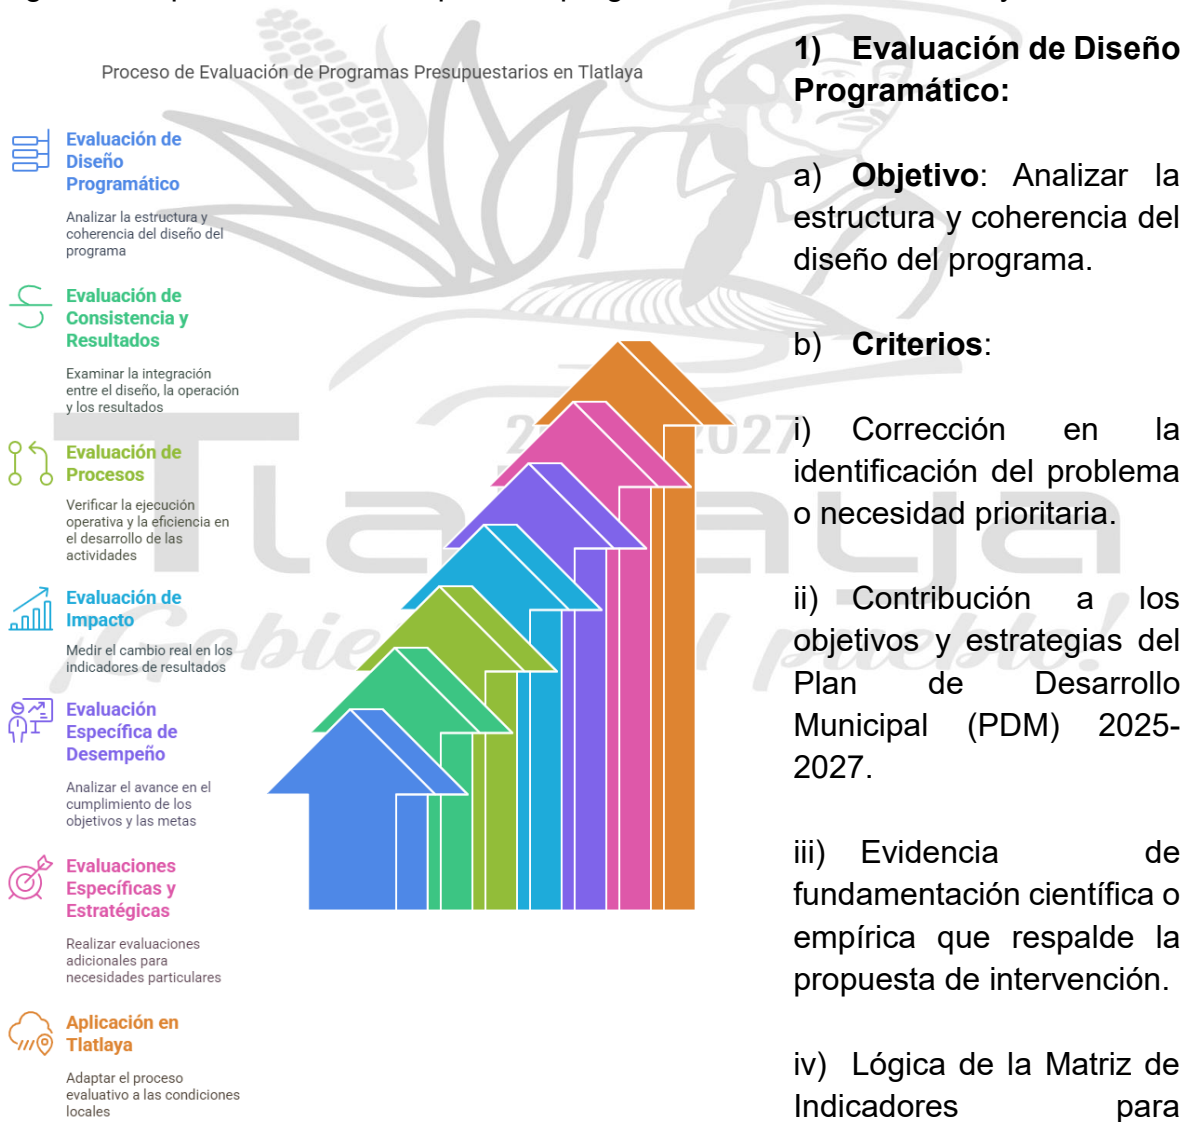 Proceso de Evaluación de Programas Presupuestarios en Tlatlaya
Evaluación de
Diseño
Programático
Analizar la estructura y
coherencia del diseño del
programa
Evaluación de
Consistencia y
Resultados
Examinar la integración
entre el diseño, la operación
y los resultados
Evaluación de
Procesos
Verificar la ejecución
operativa y la eficiencia en
el desarrollo de las
actividades
Evaluación de
Impacto
Medir el cambio real en los
indicadores de resultados
Evaluación
Específica de
Desempeño
Analizar el avance en el
cumplimiento de los
objetivos y las metas
Evaluaciones
Específicas y
Estratégicas
Realizar evaluaciones
adicionales para
necesidades particulares
Aplicación en
Tlatlaya
Adaptar el proceso
evaluativo a las condiciones
locales
1) Evaluación de Diseño
Programático:
a) Objetivo: Analizar la
estructura y coherencia del
diseño del programa.
b) Criterios:
i) Corrección en la
identificación del problema
o necesidad prioritaria.
ii) Contribución a los
objetivos y estrategias del
Plan de Desarrollo
Municipal (PDM) 2025-
2027.
iii) Evidencia de
fundamentación científica o
empírica que respalde la
propuesta de intervención.
iv) Lógica de la Matriz de
Indicadores para